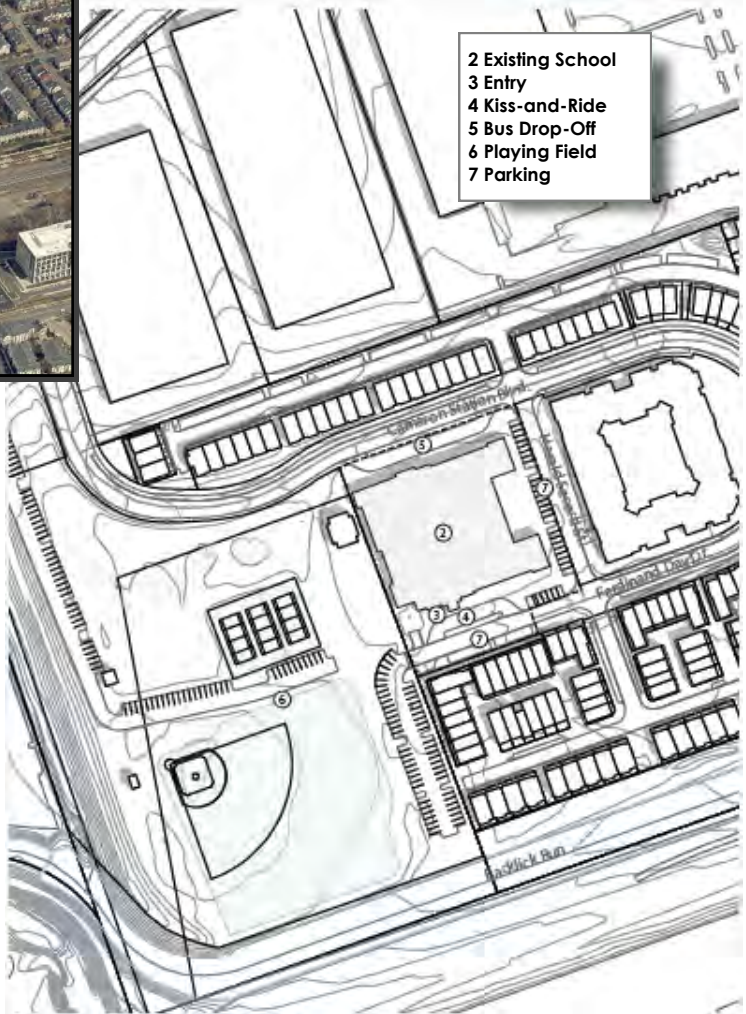 2 Existing School
3 Entry
4 Kiss-and-Ride
5 Bus Drop-Off
6 Playing Field
7 Parking
Cameron Station Blvd.
5
7
2
Ferdinand Day Dr
3
4
7
6
Backlick Run